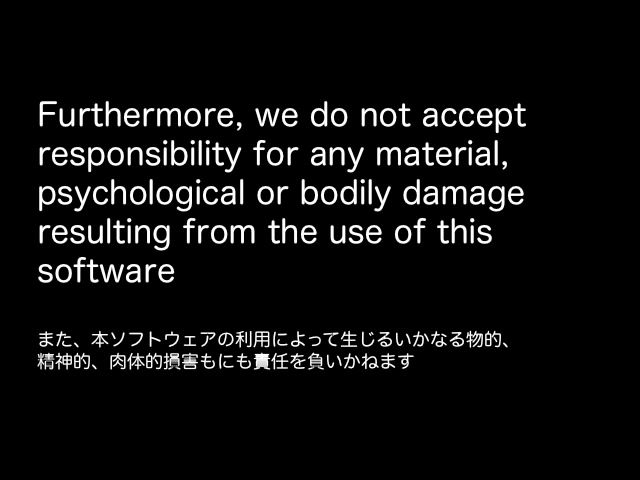 Furthermore, we do not accept
responsibility for any material,
psychological or bodily damage
resulting from the use of this
software
また、本ソフトウェアの利用によって生じるいかなる物的、
精神的、肉体的損害もにも責任を負いかねます